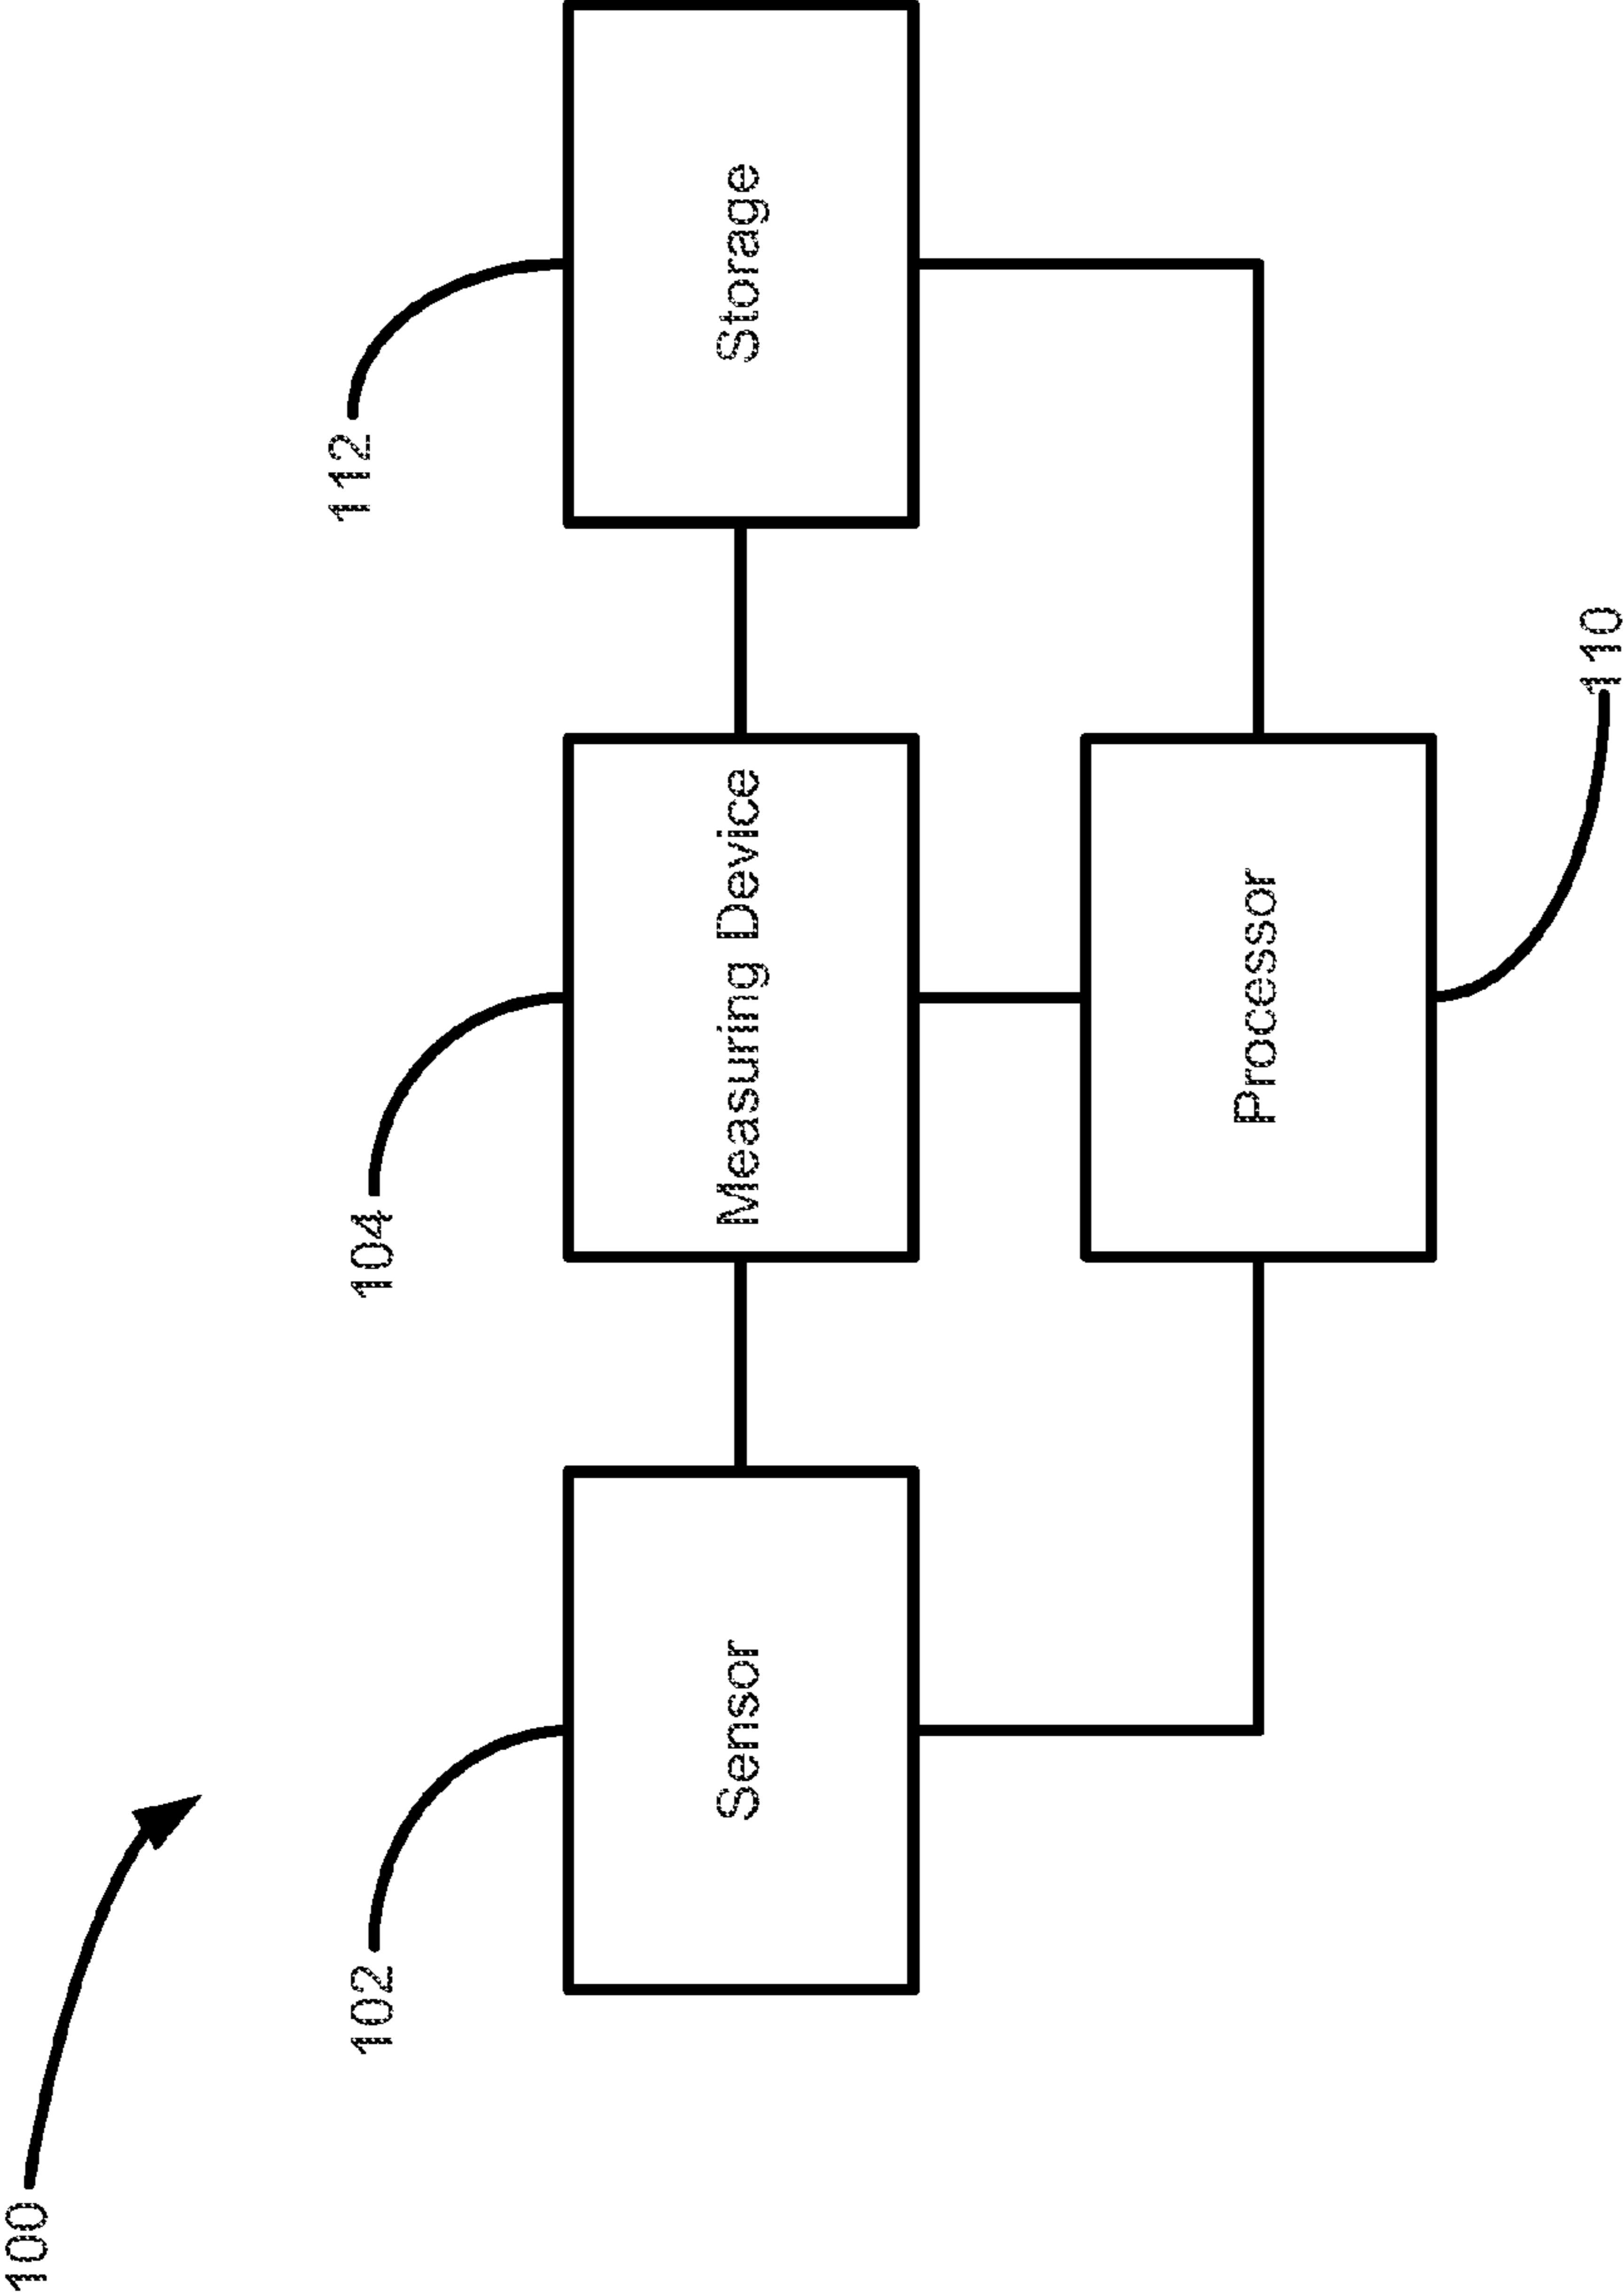 100
102
104
112
Sensor
Measuring Device
Storage
Processor
110